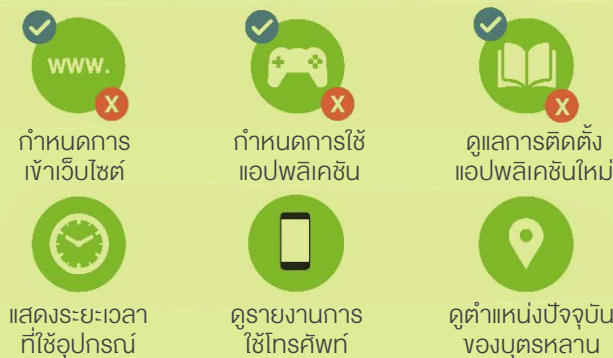 www.
X
กำหนดการ
เข้าเว็บไซต์
X
กำหนดการใช้
แอปพลิเคชัน
X
ดูแลการติดตั้ง
แอปพลิเคชันใหม่
แสดงระยะเวลา
ที่ใช้อุปกรณ์
ดูรายงานการ
ใช้โทรศัพท์
ดูตำแหน่งปัจจุบัน
ของบุตรหลาน